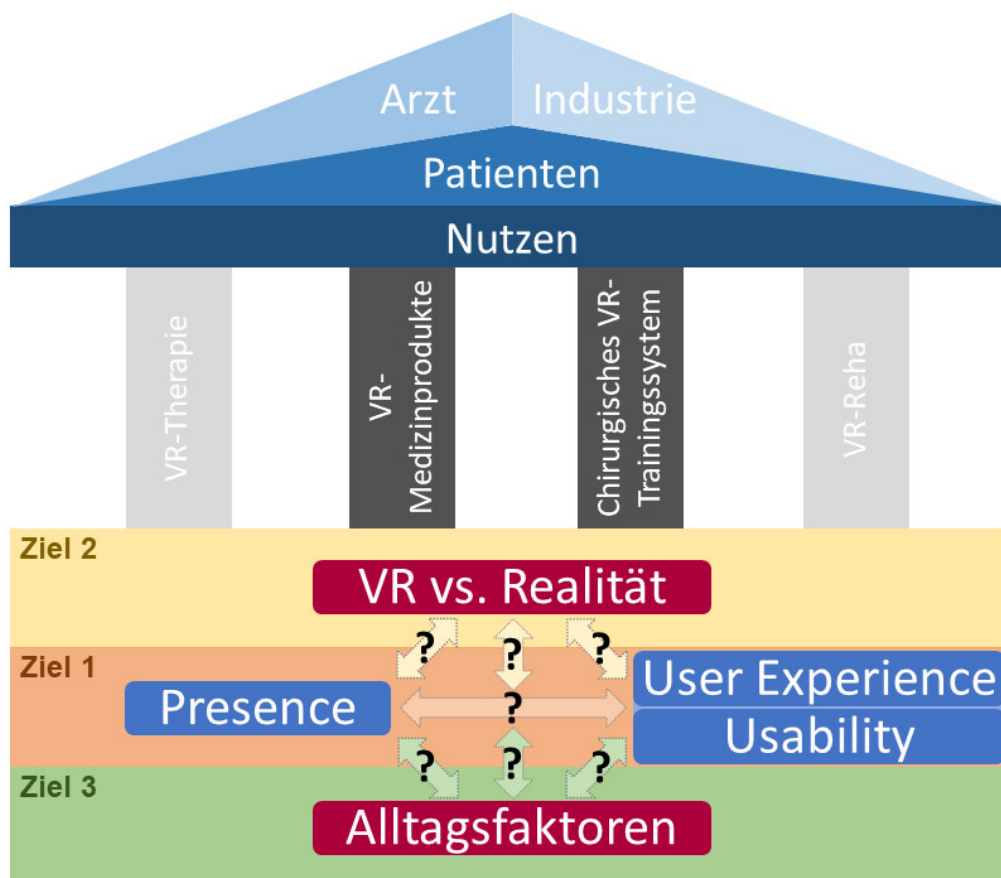 Arzt
Industrie
Patienten
Nutzen
VR-Therapie
VR-
Medizinprodukte
Chirurgisches VR-
Trainingssystem
VR-Reha
Ziel 2
VR vs. Realität
? ? ?
Ziel 1
Presence
?
User Experience
Usability
? ? ?
Ziel 3
Alltagsfaktoren